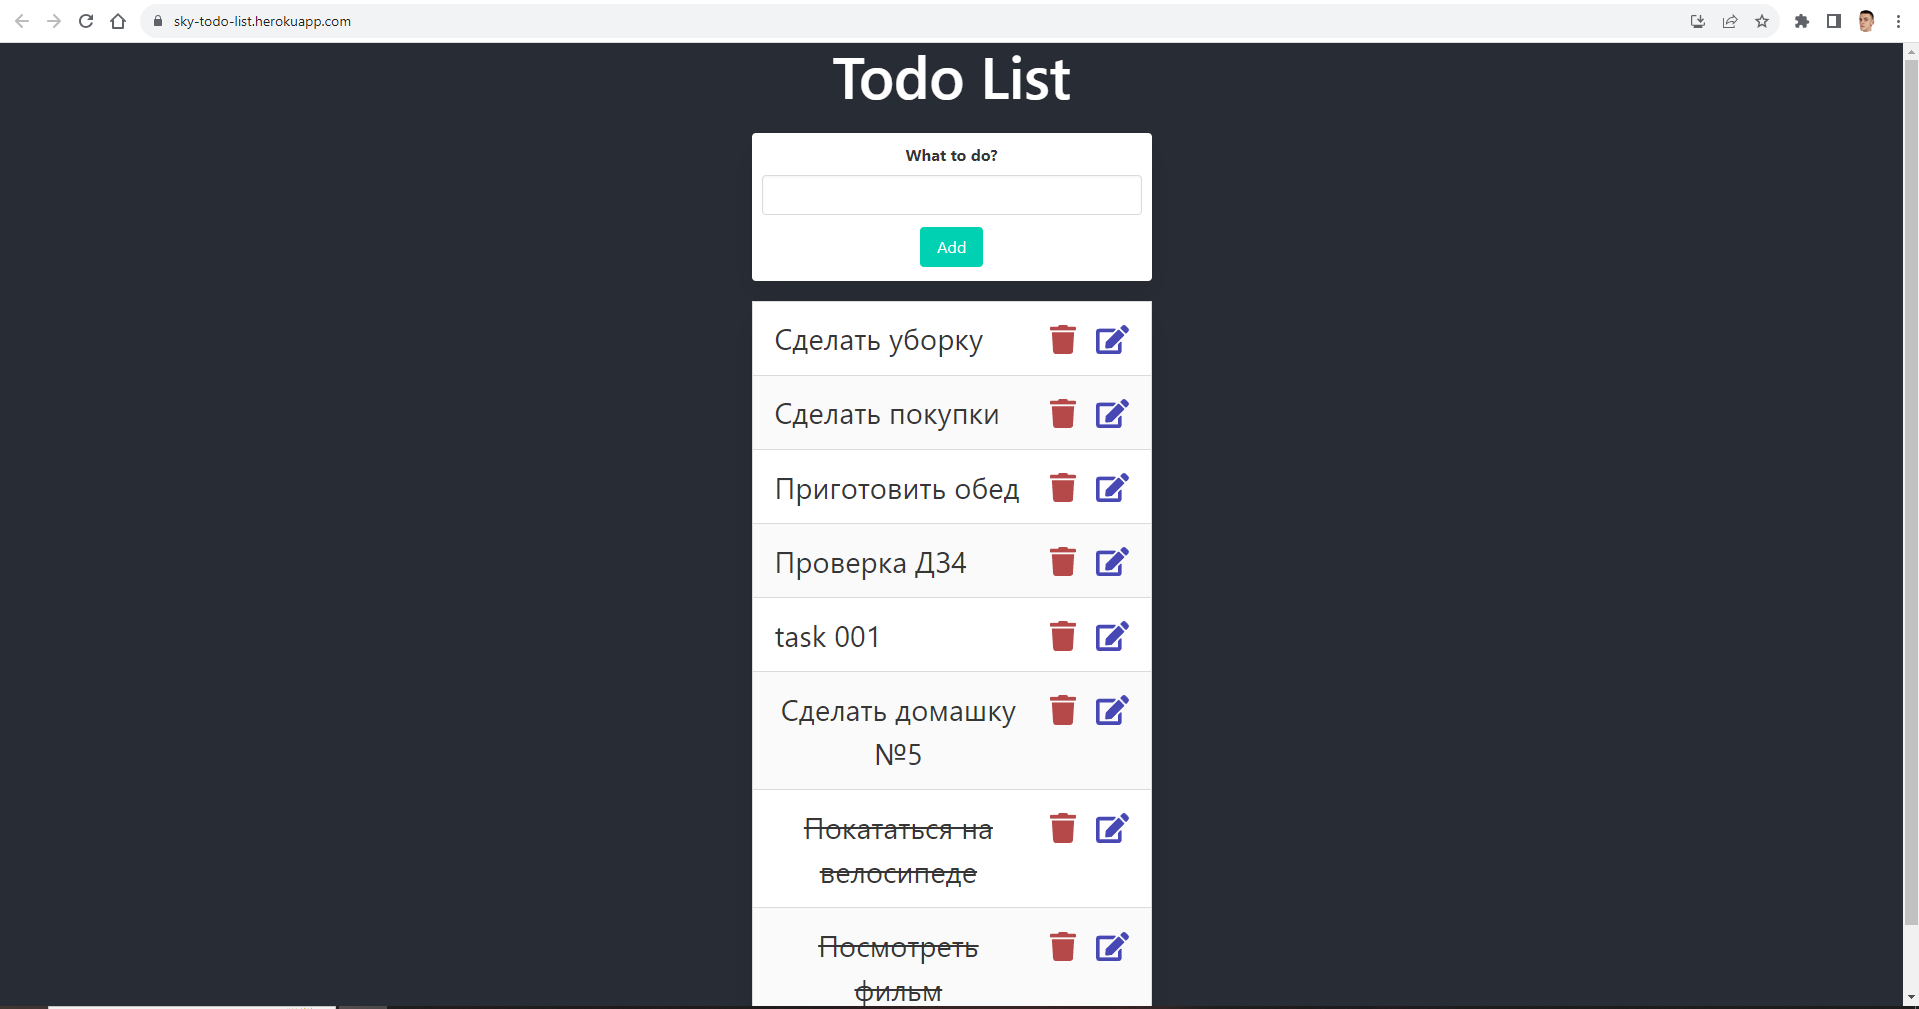 sky-todo-list.herokuapp.com
Todo List
What to do?
Add
Сделать уборку
Сделать покупки
Приготовить обед
Проверка ДЗ4
task 001
Сделать домашку
№5
Покататься на
велосипеде
Посмотреть
фильм